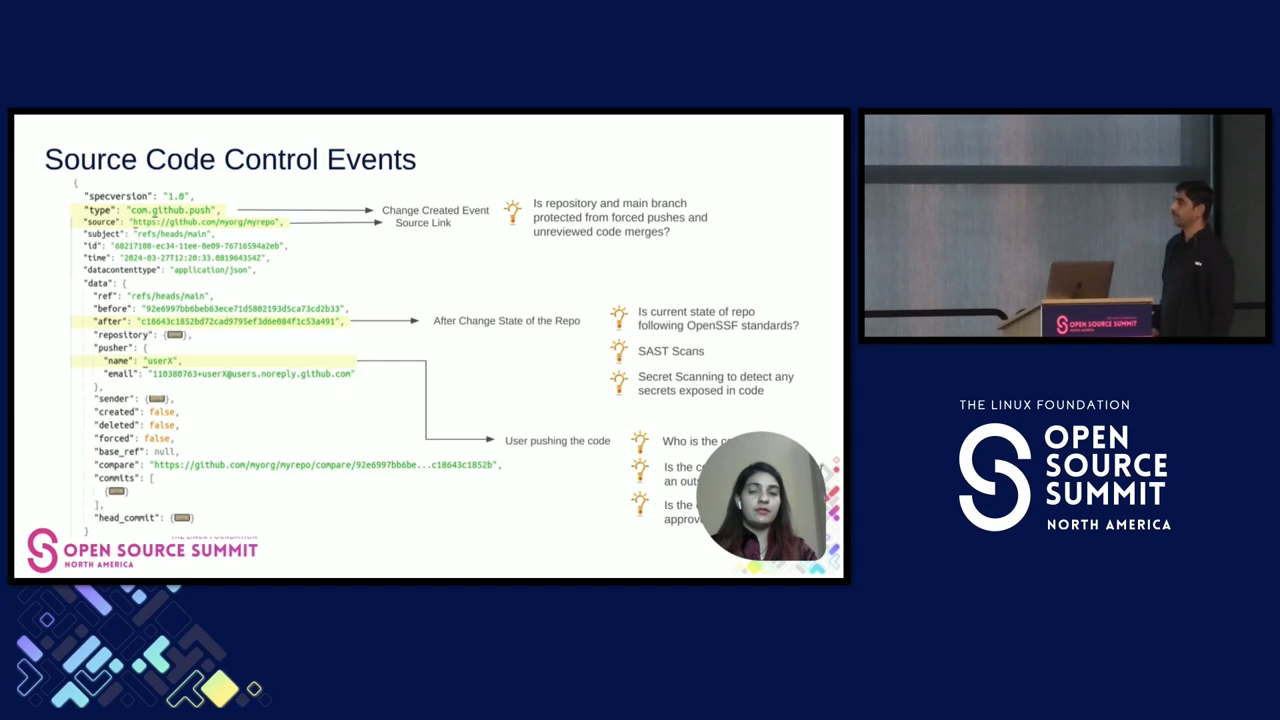 Source Code Control Events
{
"specversion": "1.0",
"type": "com.github.push",
"source": "https://github.com/myorg/myrepo",
"subject": "refs/heads/main",
"id": "68217100-ec34-11ee-8e09-76716594a2eb",
"time": "2024-03-27T12:20:33.081964354Z",
"datacontenttype": "application/json",
"data": {
"ref": "refs/heads/main",
"before": "92e6997bb6beb63ece71d5802193d5ca73cd2b33",
"after": "c18643c1852bd72cad9795ef3d6e084f1c53a491",
"repository": {
},
"pusher": {
"name": "userX",
"email": "110380763+userX@users.noreply.github.com"
},
"sender": {
},
"created": false,
"deleted": false,
"forced": false,
"base_ref": null,
"compare": "https://github.com/myorg/myrepo/compare/92e6997bb6be...c18643c1852b",
"commits": [
{
}
],
"head_commit": {
}
}
Change Created Event
Source Link
Is repository and main branch
protected from forced pushes and
unreviewed code merges?
After Change State of the Repo
Is current state of repo
following OpenSSF standards?
SAST Scans
Secret Scanning to detect any
secrets exposed in code
User pushing the code
Who is the
Is the
an
Is the
THE LINUX FOUNDATION
OPEN SOURCE SUMMIT
NORTH AMERICA
OPEN SOURCE SUMMIT
THE LINUX FOUNDATION
OPEN
SOURCE
SUMMIT
NORTH AMERICA